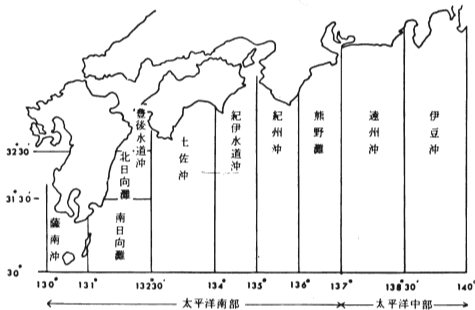 豊後水道沖
北日向灘
南日向灘
土佐沖
紀伊水道沖
紀州沖
熊野灘
遠州沖
伊豆沖
薩南沖
32°30'
31°30'
30°
130°
131°
132°30'
134°
135°
136°
137°
138°30'
140°
太平洋南部
太平洋中部